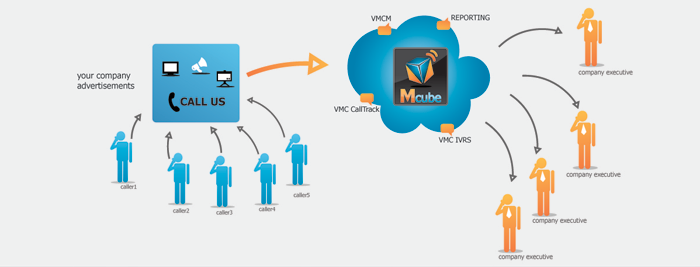 your company
advertisements
CALL US
caller1
caller2
caller3
caller4
caller5
VMCM
REPORTING
Mcube
VMC CallTrack
VMC IVRS
company executive
company executive
company executive
company executive